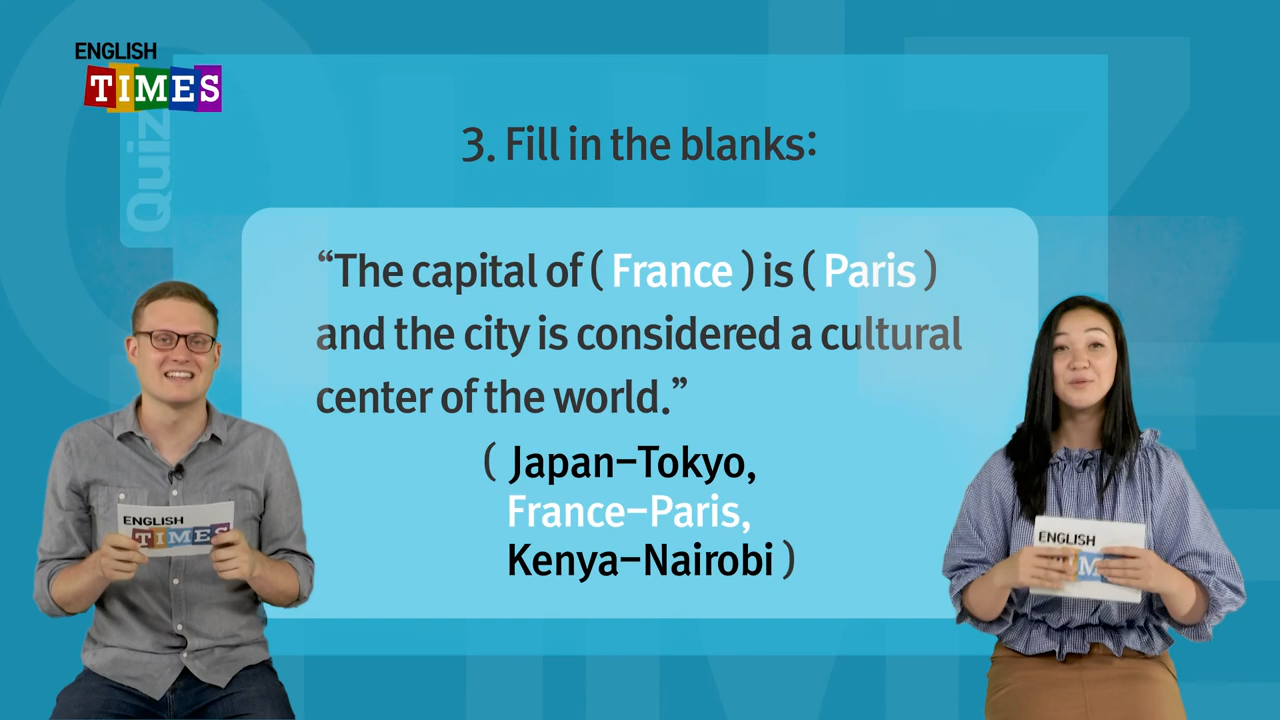 ENGLISH
TIMES
Quiz
3. Fill in the blanks:
“The capital of ( France ) is ( Paris )
and the city is considered a cultural
center of the world.”
( Japan–Tokyo,
France–Paris,
Kenya–Nairobi )
ENGLISH
TIMES
ENGLISH